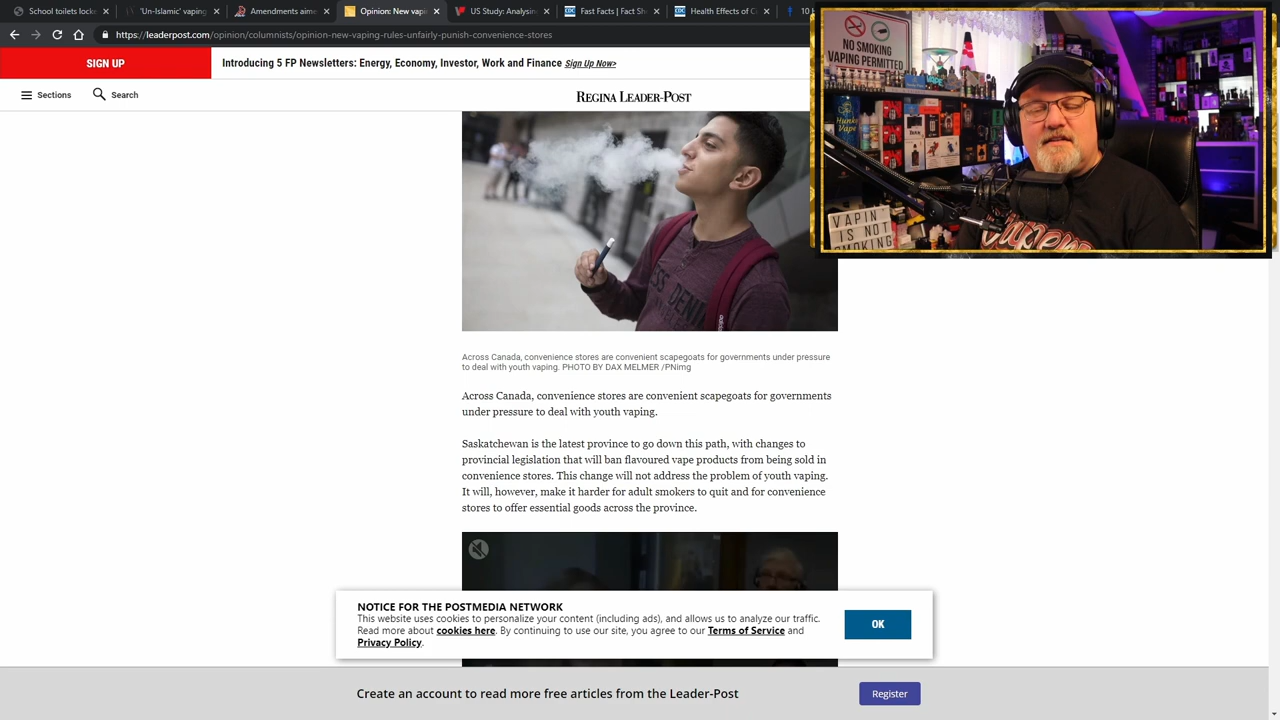 School toilets lock
'Un-Islamic' vaping
Americentric aims
Opinion: New vapi
US Study: Analysin
Fast Facts | Fact She
Health Effects of Ci
10
https://leaderpost.com/opinion/columnists/opinion-new-vaping-rules-unfairly-punish-convenience-stores
SIGN UP
Introducing 5 FP Newsletters: Energy, Economy, Investor, Work and Finance Sign Up Now>
Sections
Search
REGINA LEADER-POST
NO SMOKING
VAPING PERMITTED
VAPE
VAPIN'
IS NOT
SMOKING
Across Canada, convenience stores are convenient scapegoats for governments under pressure
to deal with youth vaping. PHOTO BY DAX MELMER /PNimg
Across Canada, convenience stores are convenient scapegoats for governments
under pressure to deal with youth vaping.
Saskatchewan is the latest province to go down this path, with changes to
provincial legislation that will ban flavoured vape products from being sold in
convenience stores. This change will not address the problem of youth vaping.
It will, however, make it harder for adult smokers to quit and for convenience
stores to offer essential goods across the province.
NOTICE FOR THE POSTMEDIA NETWORK
This website uses cookies to personalize your content (including ads), and allows us to analyze our traffic.
Read more about cookies here. By continuing to use our site, you agree to our Terms of Service and
Privacy Policy.
OK
Create an account to read more free articles from the Leader-Post
Register